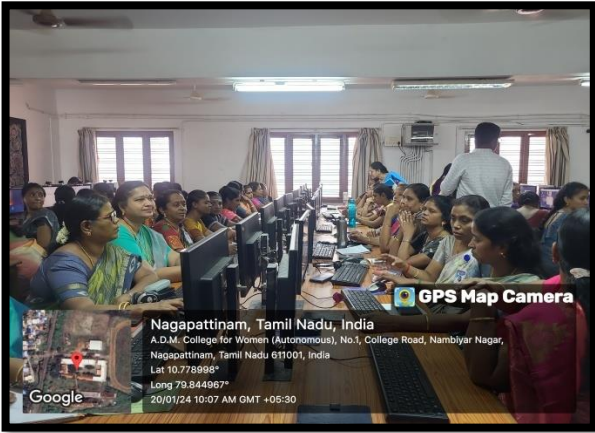 GPS Map Camera
Nagapattinam, Tamil Nadu, India
A.D.M. College for Women (Autonomous), No.1, College Road, Nambiyar Nagar,
Nagapattinam, Tamil Nadu 611001, India
Lat 10.778998°
Long 79.844967°
20/01/24 10:07 AM GMT +05:30
Google